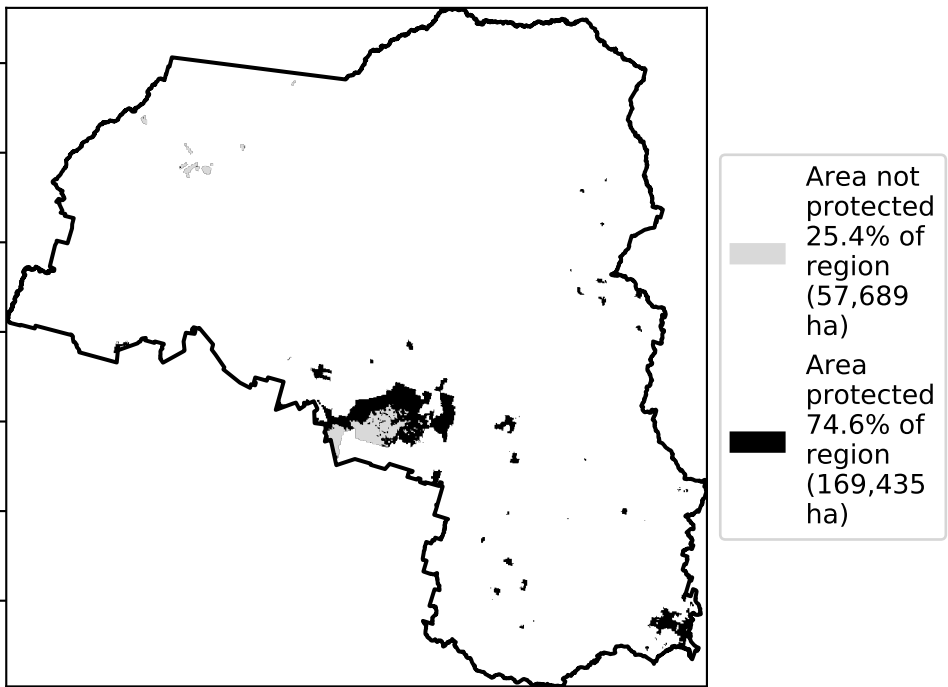 Area not
protected
25.4% of
region
(57,689
ha)
Area
protected
74.6% of
region
(169,435
ha)